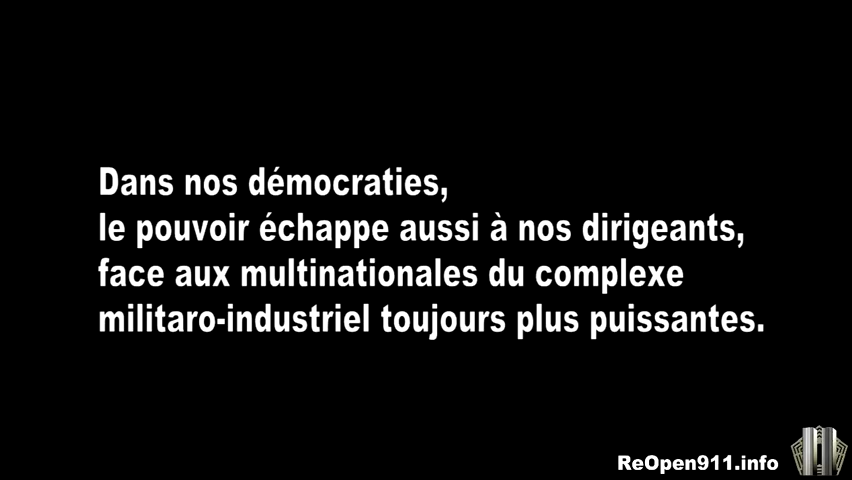 Dans nos démocraties,
le pouvoir échappe aussi à nos dirigeants,
face aux multinationales du complexe
militaro-industriel toujours plus puissantes.
ReOpen911.info